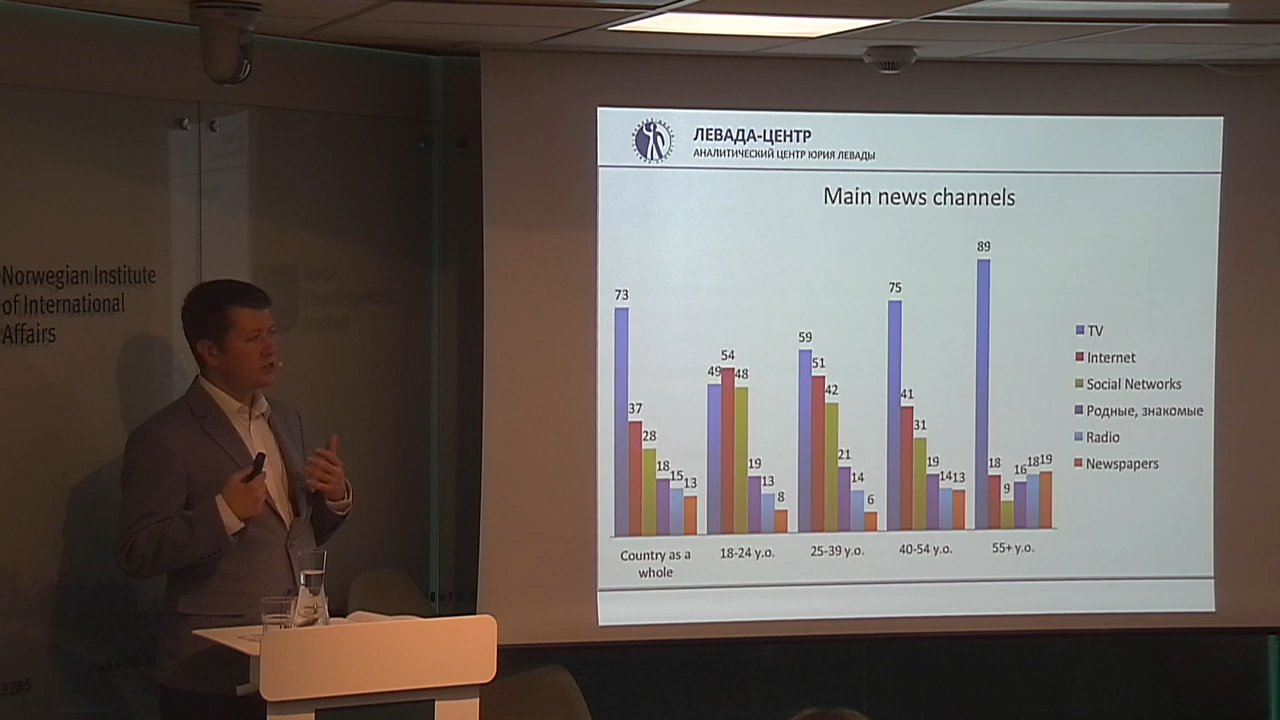 Norwegian Institute
of International
Affairs
ЛЕВАДА-ЦЕНТР
АНАЛИТИЧЕСКИЙ ЦЕНТР ЮРИЯ ЛЕВАДЫ
Main news channels
73
37
28
18
15
13
49
54
48
19
13
8
59
51
42
21
14
6
75
41
31
19
14
13
89
18
9
16
18
19
Country as a
whole
18-24 y.o.
25-39 y.o.
40-54 y.o.
55+ y.o.
TV
Internet
Social Networks
Родные, знакомые
Radio
Newspapers
3285